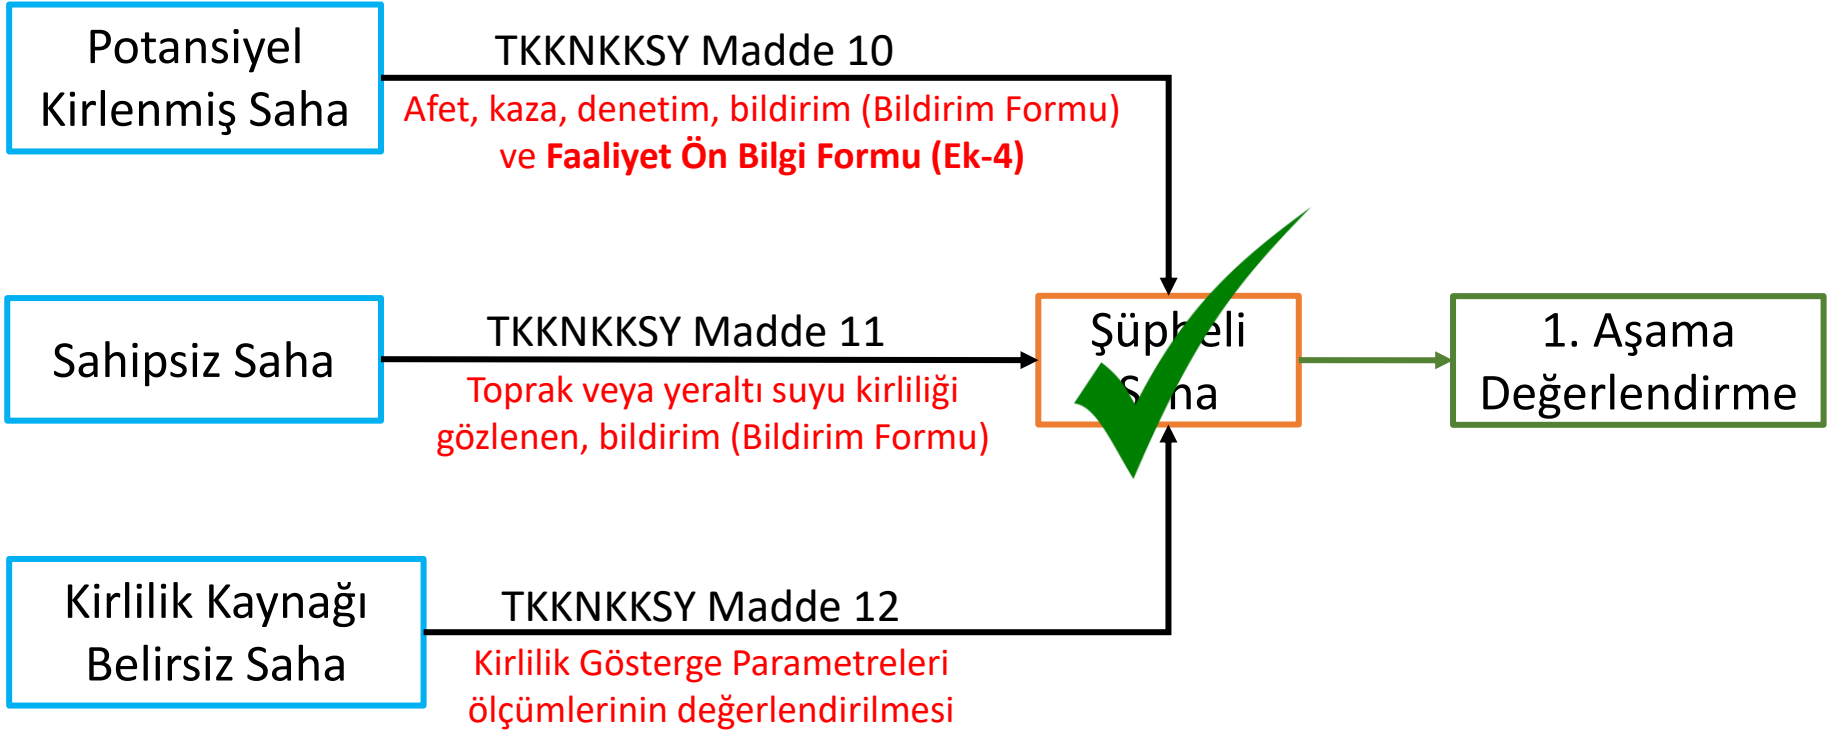 Potansiyel
Kirlenmiş Saha
TKKNKKSY Madde 10
Afet, kaza, denetim, bildirim (Bildirim Formu)
ve Faaliyet Ön Bilgi Formu (Ek-4)
Sahipsiz Saha
TKKNKKSY Madde 11
Toprak veya yeraltı suyu kirliliği
gözlenen, bildirim (Bildirim Formu)
Şüpheli
Saha
1. Aşama
Değerlendirme
Kirlilik Kaynağı
Belirsiz Saha
TKKNKKSY Madde 12
Kirlilik Gösterge Parametreleri
ölçümlerinin değerlendirilmesi